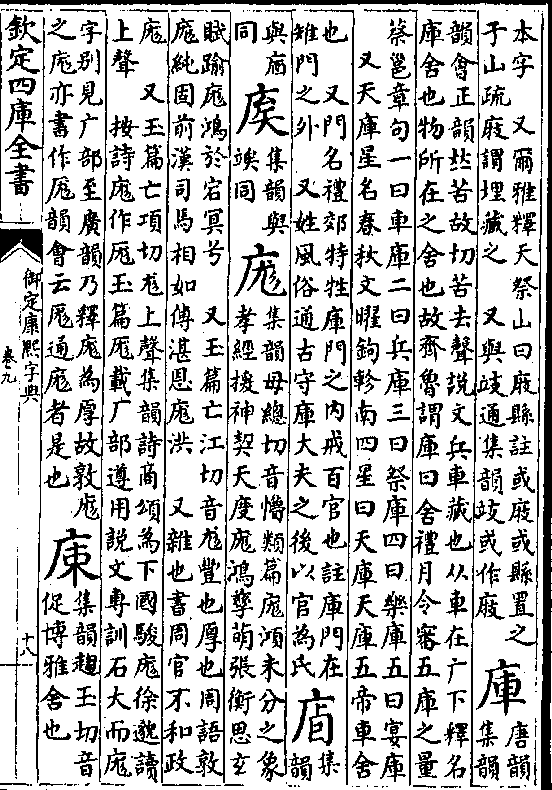 本字 又爾雅釋天祭山曰庪縣註或庪或縣置之
于山疏庪謂埋藏之 又與歧通集韻歧或作庪
庫
唐韻
集韻
韻會正韻𠀤苦故切苦去聲說文兵車藏也从車在广下釋名
庫舍也物所在之舍也故齊魯謂庫曰舍禮月令審五庫之量
蔡邕章句一曰車庫二曰兵庫三曰祭庫四曰樂庫五曰宴庫
又天庫星名春秋文曜鉤軫南四星曰天庫天庫五帝車舍
也 又門名禮郊特牲庫門之內戒百官也註庫門在
雉門之外 又姓風俗通古守庫大夫之後以官為氏
集
韻
與
同
集韻與
竢同
庬
集韻母總切音懵類篇庬澒未分之象
孝經援神契天度庬鴻孳萌張衡思玄
賦踰庬鴻於宕冥兮 又玉篇亡江切音尨豐也厚也周語敦
庬純固前漢司馬相如傳湛恩庬洪 又雜也書周官不和政
庬 又玉篇亡項切尨上聲集韻詩商頌為下國駿庬徐邈讀
上聲 按詩庬作厖玉篇厖載厂部遵用說文專訓石大而庬
字別見广部至廣韻乃釋庬為厚故敦庬
之庬亦書作厖韻會云厖通庬者是也
集韻趨玉切音
促博雅舍也
欽定四庫全書
御定康熙字典
卷九
十八